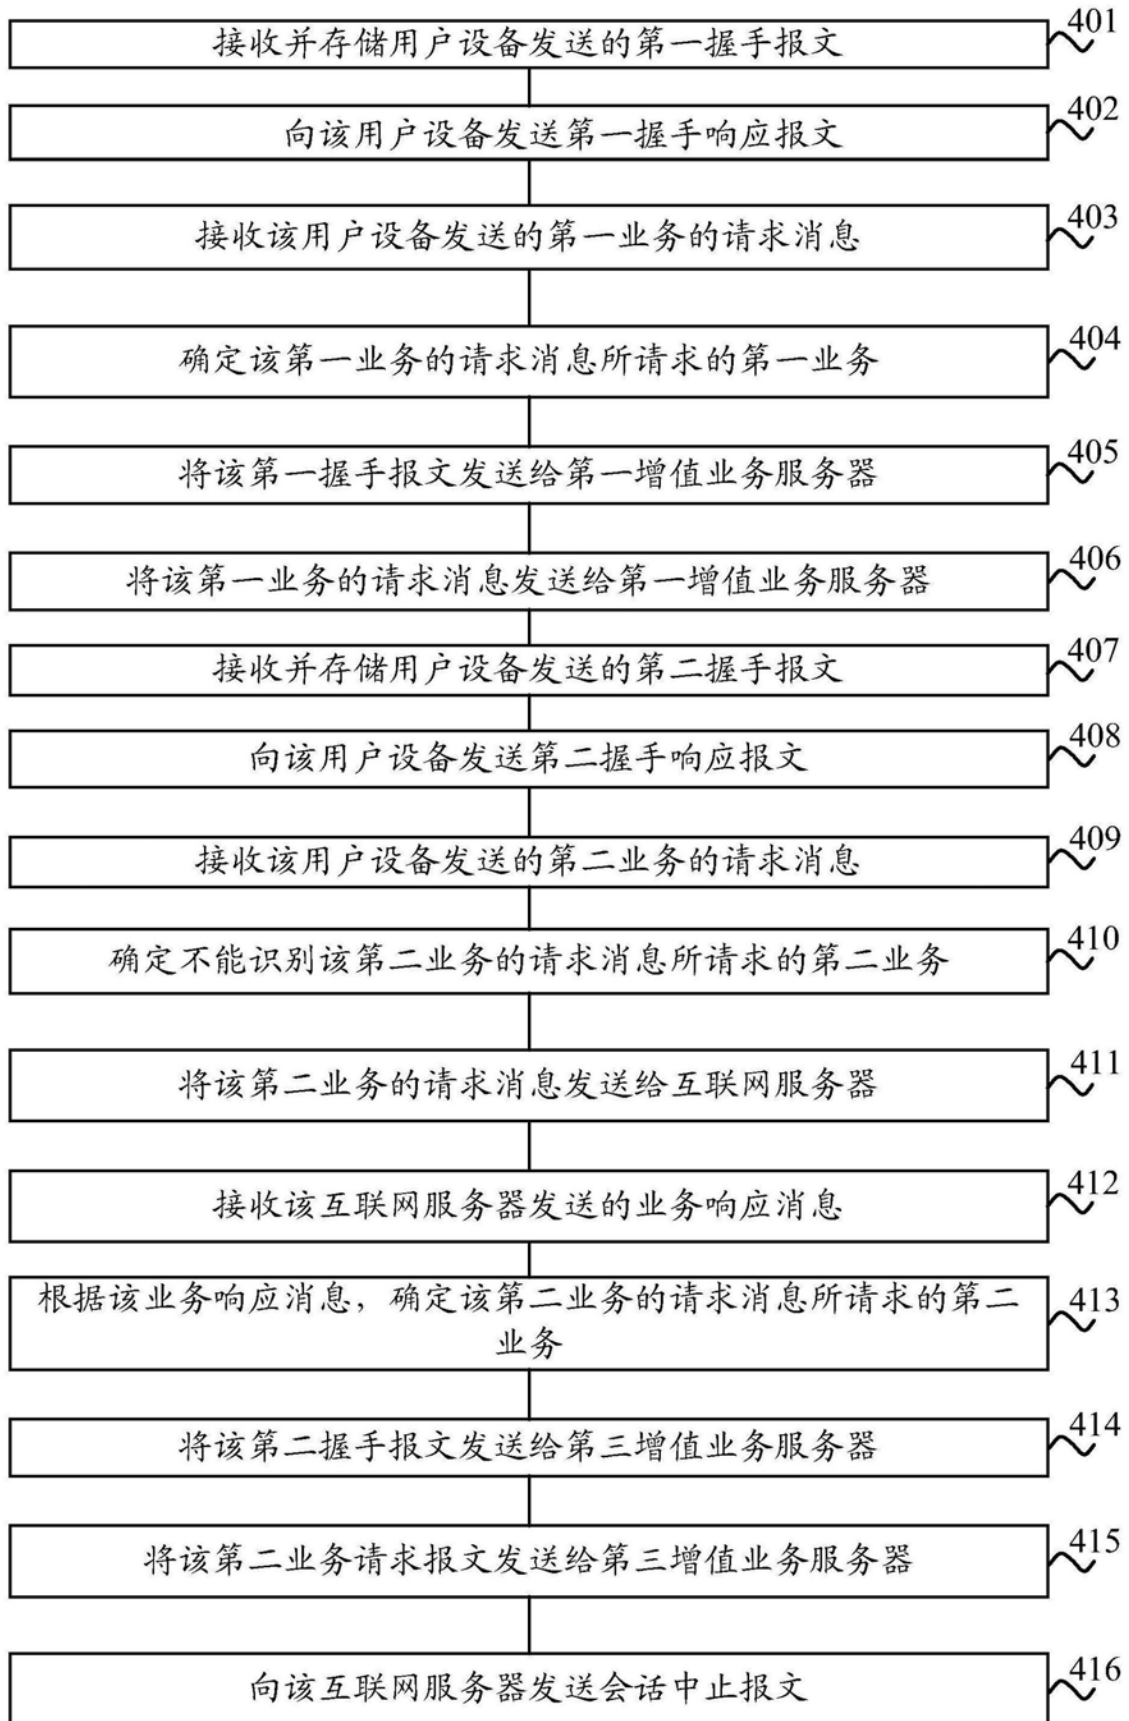 接收并存储用户设备发送的第一握手报文
401
向该用户设备发送第一握手响应报文
402
接收该用户设备发送的第一业务的请求消息
403
确定该第一业务的请求消息所请求的第一业务
404
将该第一握手报文发送给第一增值业务服务器
405
将该第一业务的请求消息发送给第一增值业务服务器
406
接收并存储用户设备发送的第二握手报文
407
向该用户设备发送第二握手响应报文
408
接收该用户设备发送的第二业务的请求消息
409
确定不能识别该第二业务的请求消息所请求的第二业务
410
将该第二业务的请求消息发送给互联网服务器
411
接收该互联网服务器发送的业务响应消息
412
根据该业务响应消息，确定该第二业务的请求消息所请求的第二
业务
413
将该第二握手报文发送给第三增值业务服务器
414
将该第二业务请求报文发送给第三增值业务服务器
415
向该互联网服务器发送会话中止报文
416